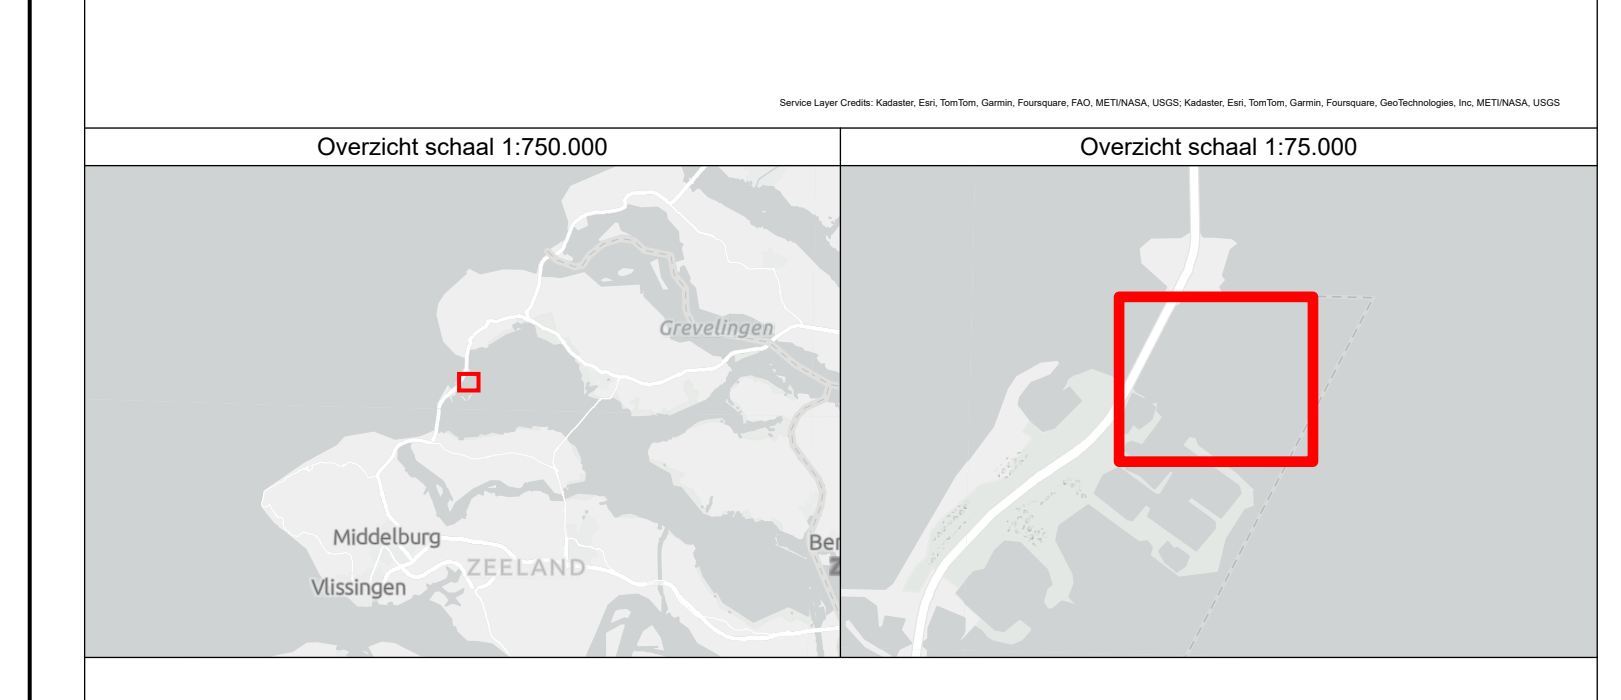 Service Layer Credits: Kadaster, Esri, TomTom, Garmin, Foursquare, FAO, METI/NASA, USGS; Kadaster, Esri, TomTom, Garmin, Foursquare, GeoTechnologies, Inc, METI/NASA, USGS
Overzicht schaal 1:750.000
Overzicht schaal 1:75.000
Grevelingen
Middelburg
Ber
ZEELAND
Vlissingen